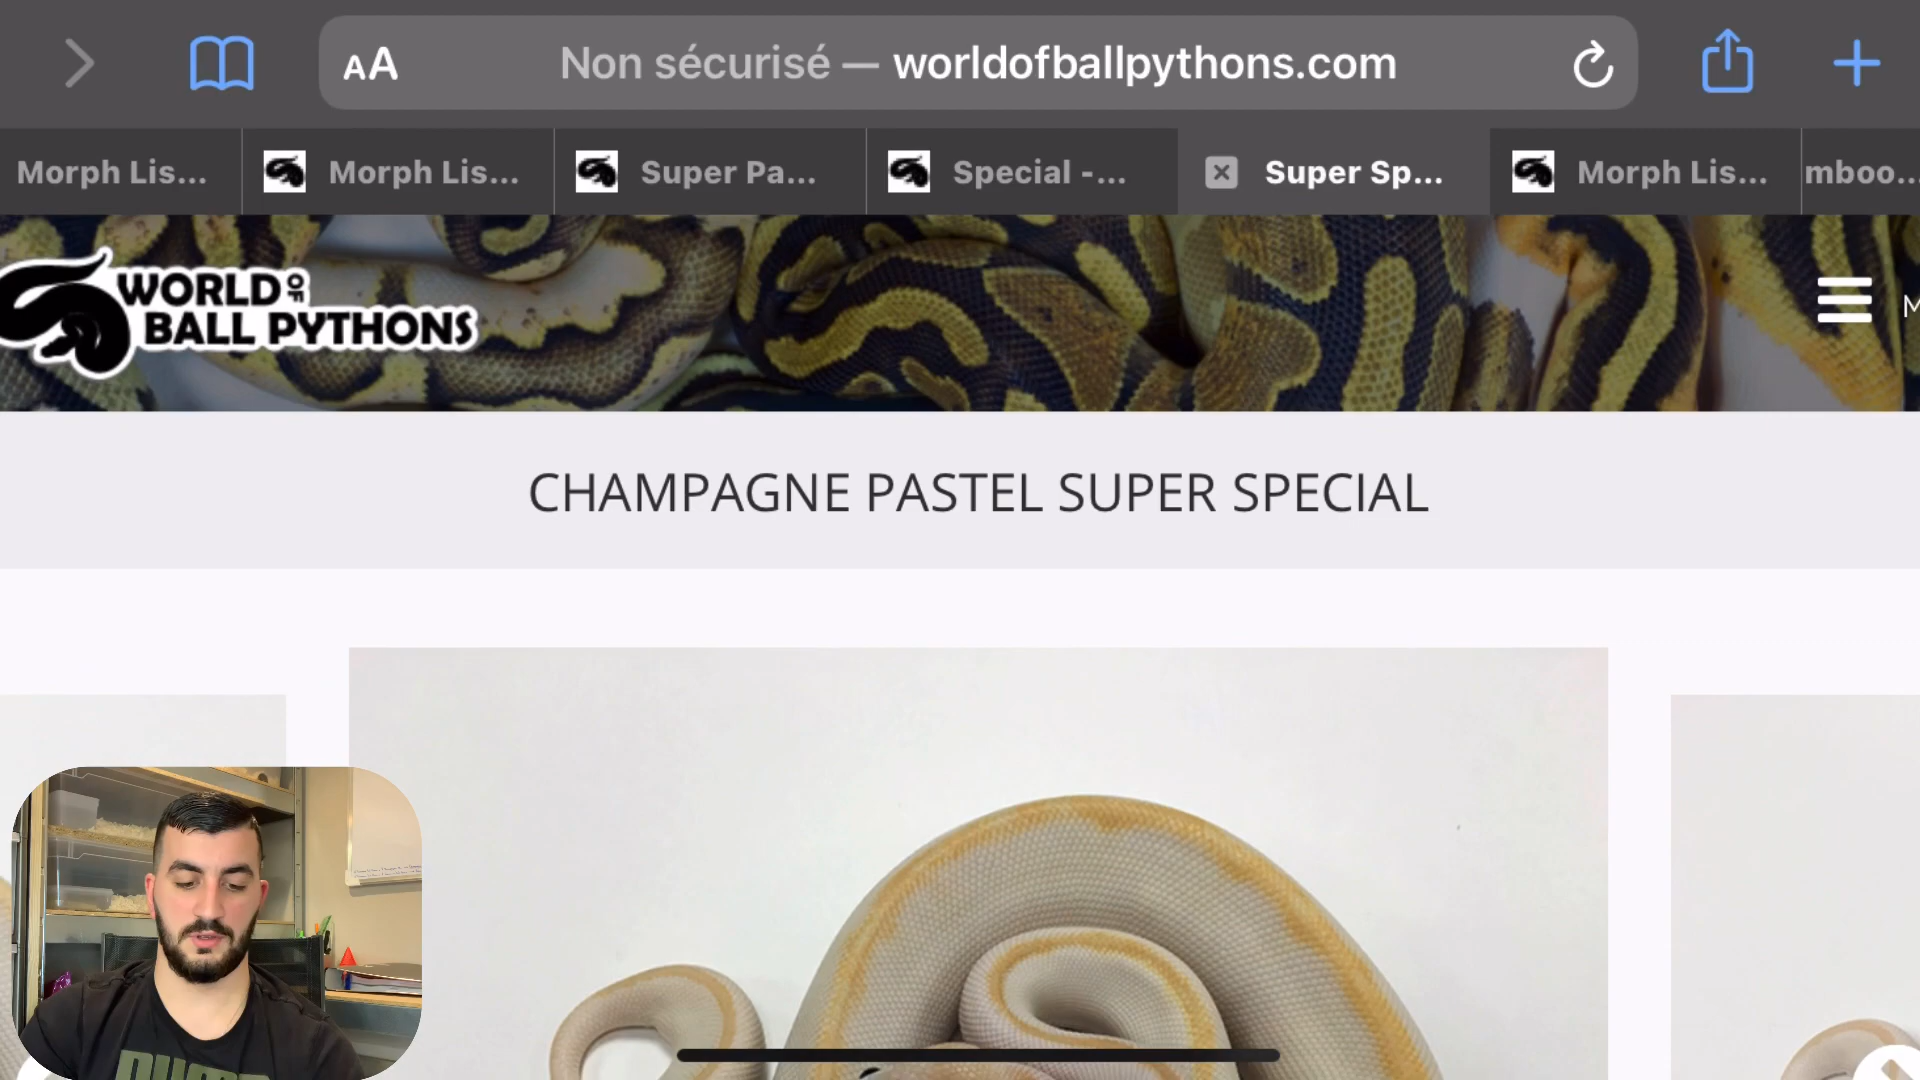 AA Non sécurisé — worldofballpythons.com
Morph Lis... Morph Lis... Super Pa... Special -... Super Sp... Morph Lis... mboo...
WORLD OF
BALL PYTHONS
M
CHAMPAGNE PASTEL SUPER SPECIAL
PUMA